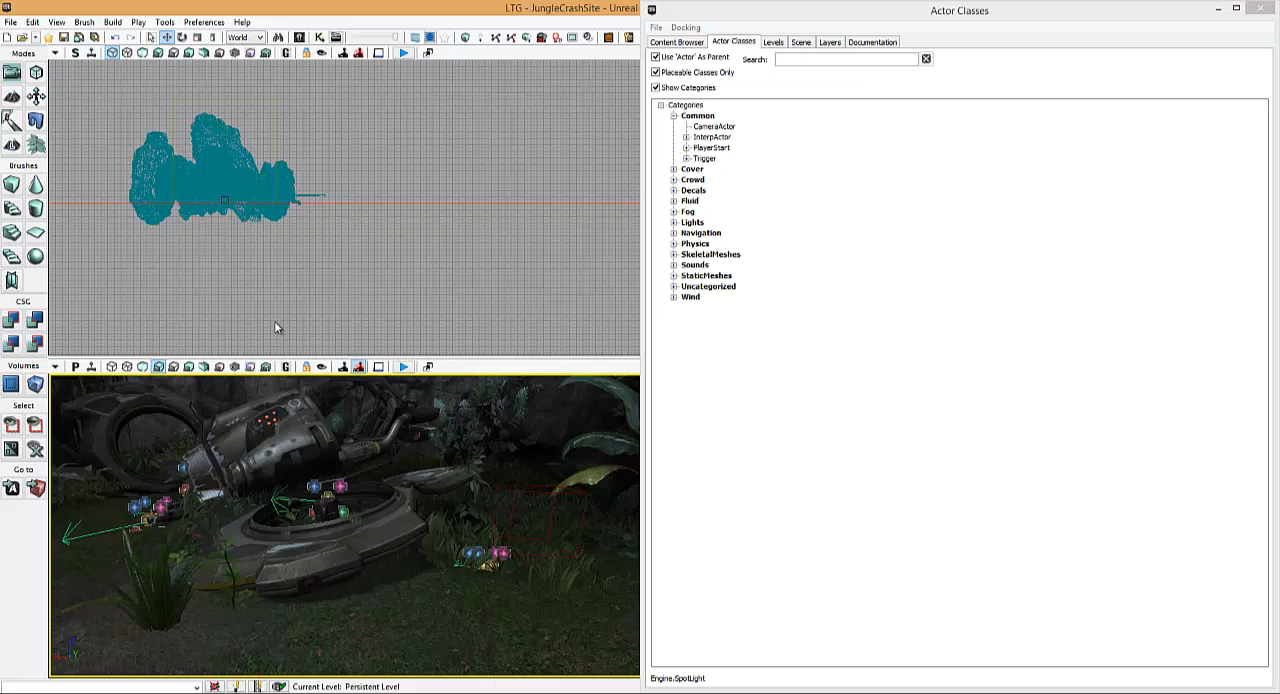 LTG - JungleCrashSite - Unreal
File Edit View Brush Build Play Tools Preferences Help
World
Modes
S
G
Brushes
CSG
Volumes
P
G
Select
Go to
Z
Y
Current Level: Persistent Level
Actor Classes
File Docking
Content Browser Actor Classes Levels Scene Layers Documentation
Use 'Actor' As Parent Search:
Placeable Classes Only
Show Categories
Categories
Common
CameraActor
InterpActor
PlayerStart
Trigger
Cover
Crowd
Decals
Fluid
Fog
Lights
Navigation
Physics
SkeletalMeshes
Sounds
StaticMeshes
Uncategorized
Wind
Engine.SpotLight